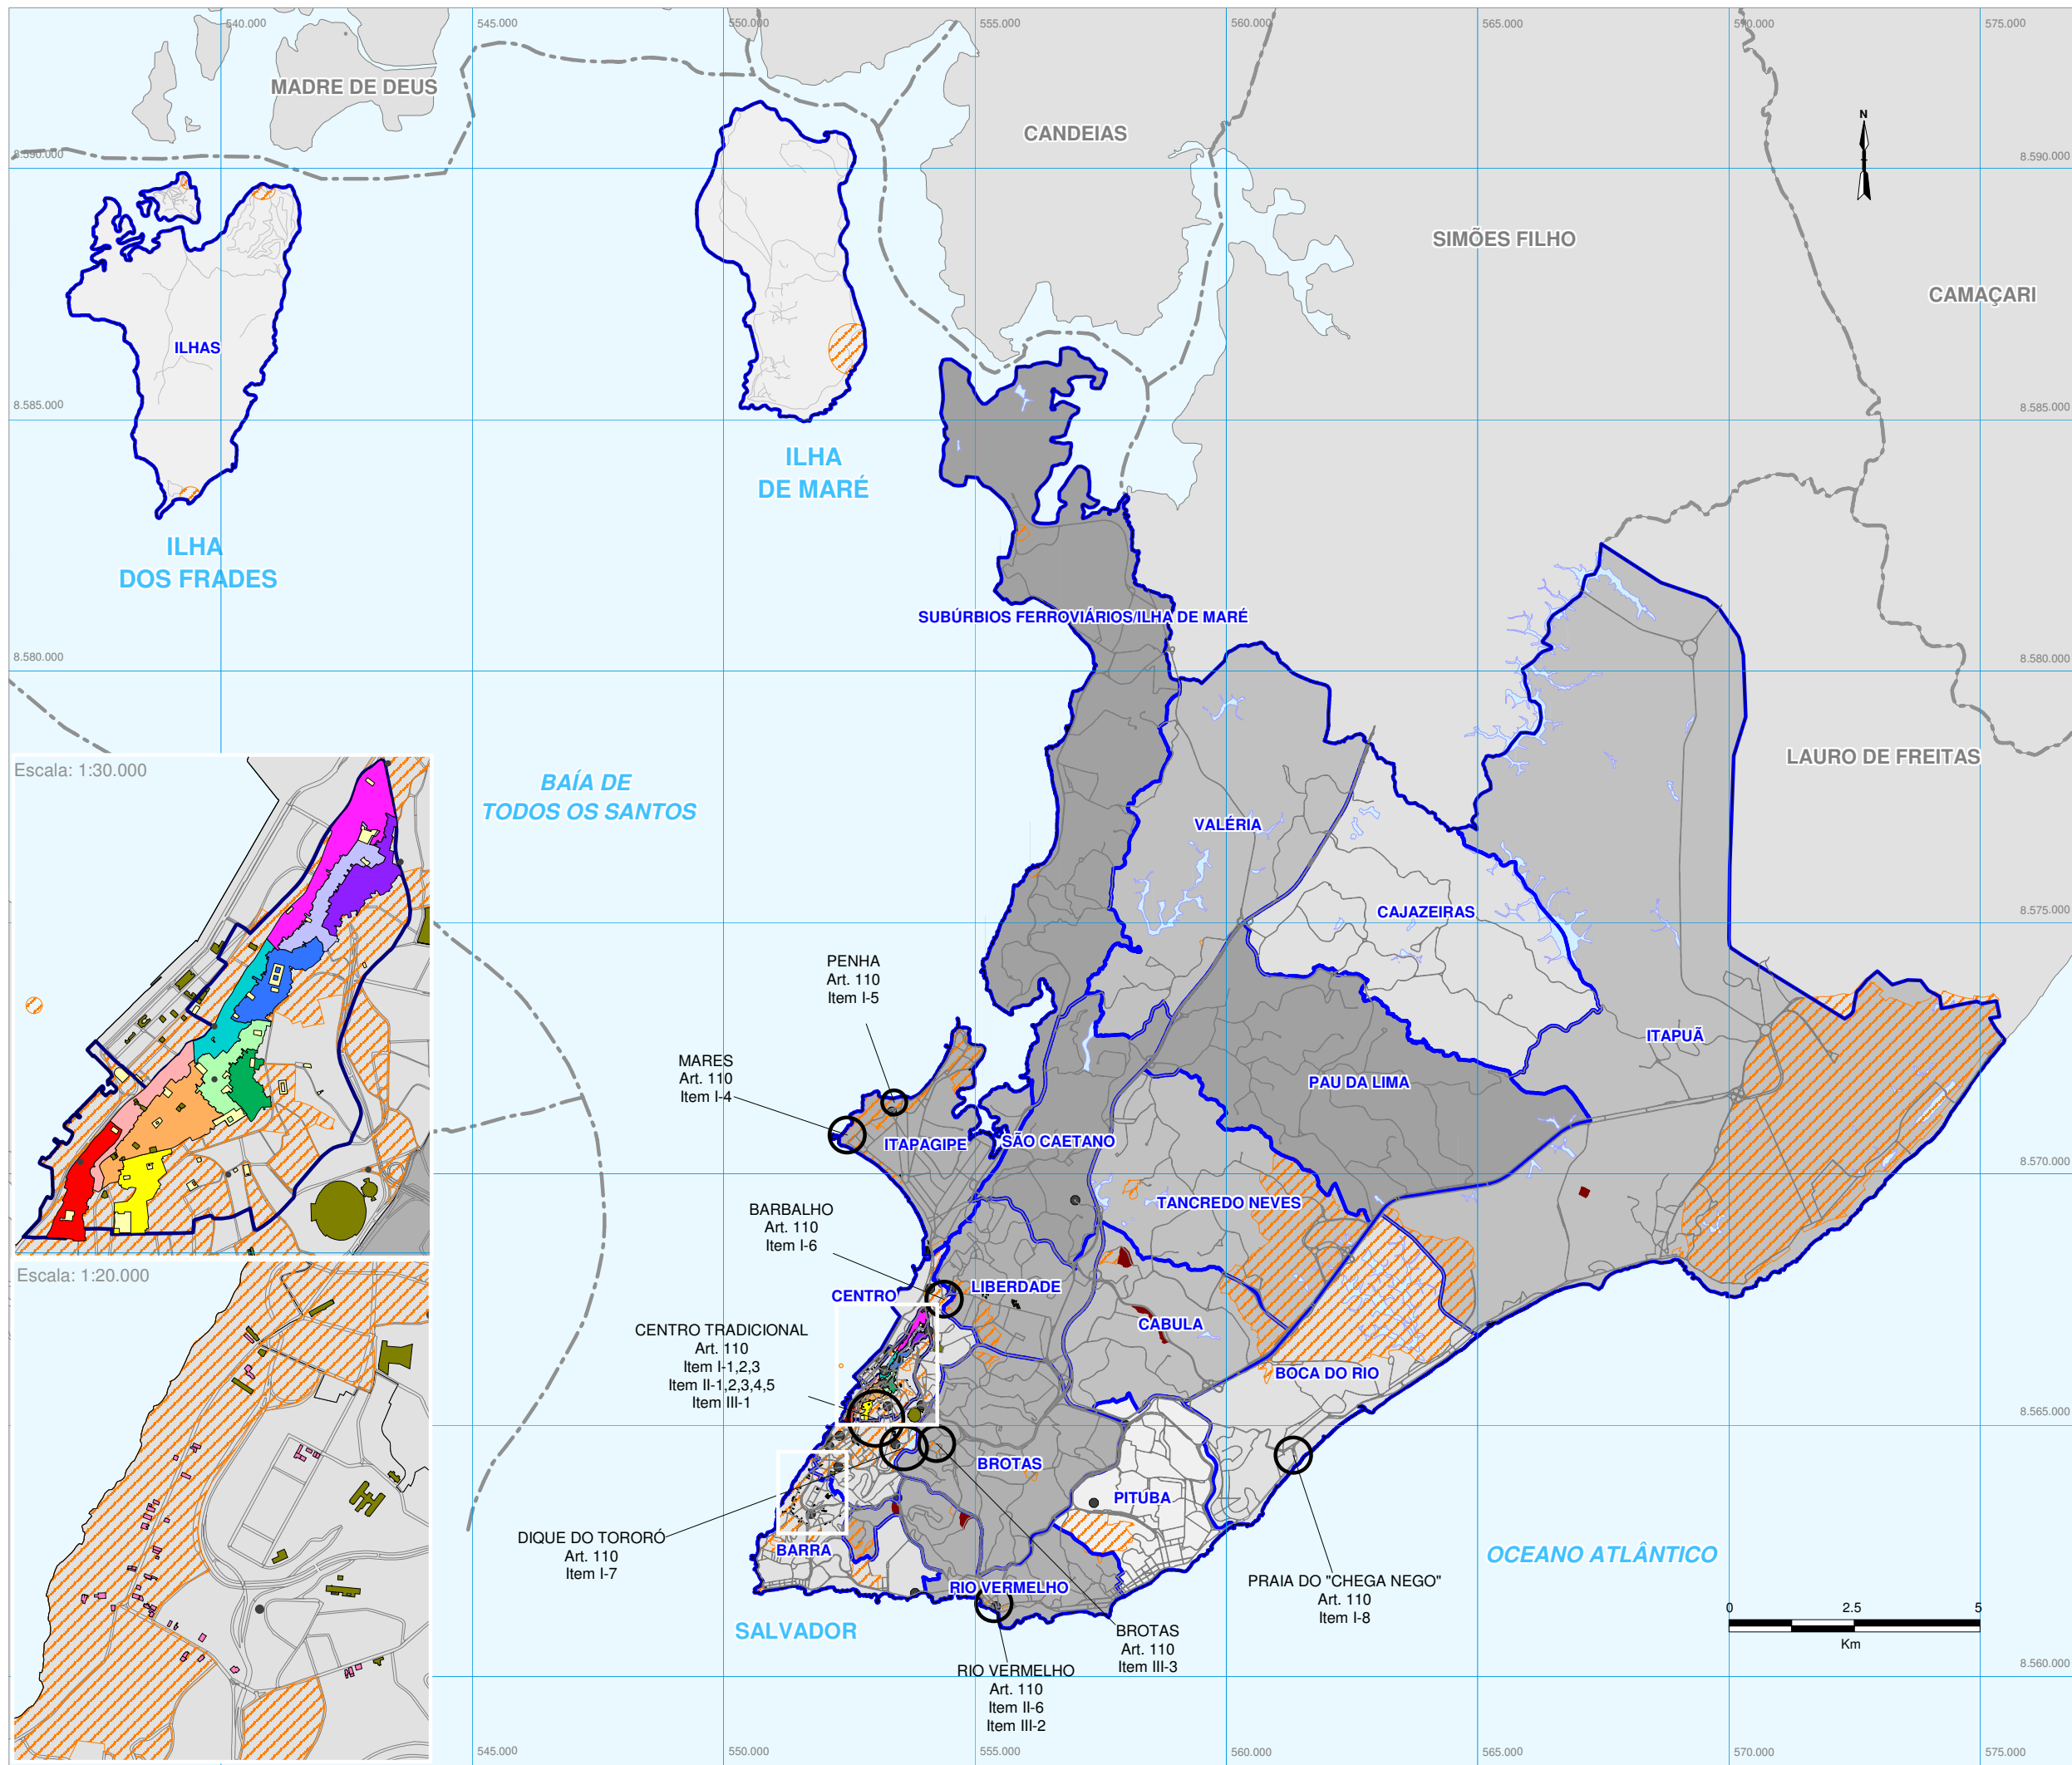 540.000
545.000
550.000
555.000
560.000
565.000
570.000
575.000
MADRE DE DEUS
CANDEIAS
N
8.590.000
8.590.000
SIMÕES FILHO
CAMAÇARI
ILHAS
8.585.000
8.585.000
ILHA
DE MARÉ
ILHA
DOS FRADES
SUBÚRBIOS FERROVIÁRIOS/ILHA DE MARÉ
8.580.000
8.580.000
LAURO DE FREITAS
Escala: 1:30.000
BAÍA DE
TODOS OS SANTOS
VALÉRIA
CAJAZEIRAS
8.575.000
PENHA
Art. 110
Item I-5
ITAPUÃ
MARES
Art. 110
Item I-4
PAU DA LIMA
ITAPAGIPE
SÃO CAETANO
8.570.000
TANCREDO NEVES
BARBALHO
Art. 110
Item I-6
Escala: 1:20.000
LIBERDADE
CENTRO
CABULA
CENTRO TRADICIONAL
Art. 110
Item I-1,2,3
Item II-1,2,3,4,5
Item III-1
BOCA DO RIO
8.565.000
BROTAS
PITUBA
DIQUE DO TORORÓ
Art. 110
Item I-7
BARRA
OCEANO ATLÂNTICO
PRAIA DO "CHEGA NEGO"
Art. 110
Item I-8
RIO VERMELHO
0
2.5
5
Km
SALVADOR
BROTAS
Art. 110
Item III-3
RIO VERMELHO
Art. 110
Item II-6
Item III-2
8.560.000
545.000
550.000
555.000
560.000
565.000
570.000
575.000